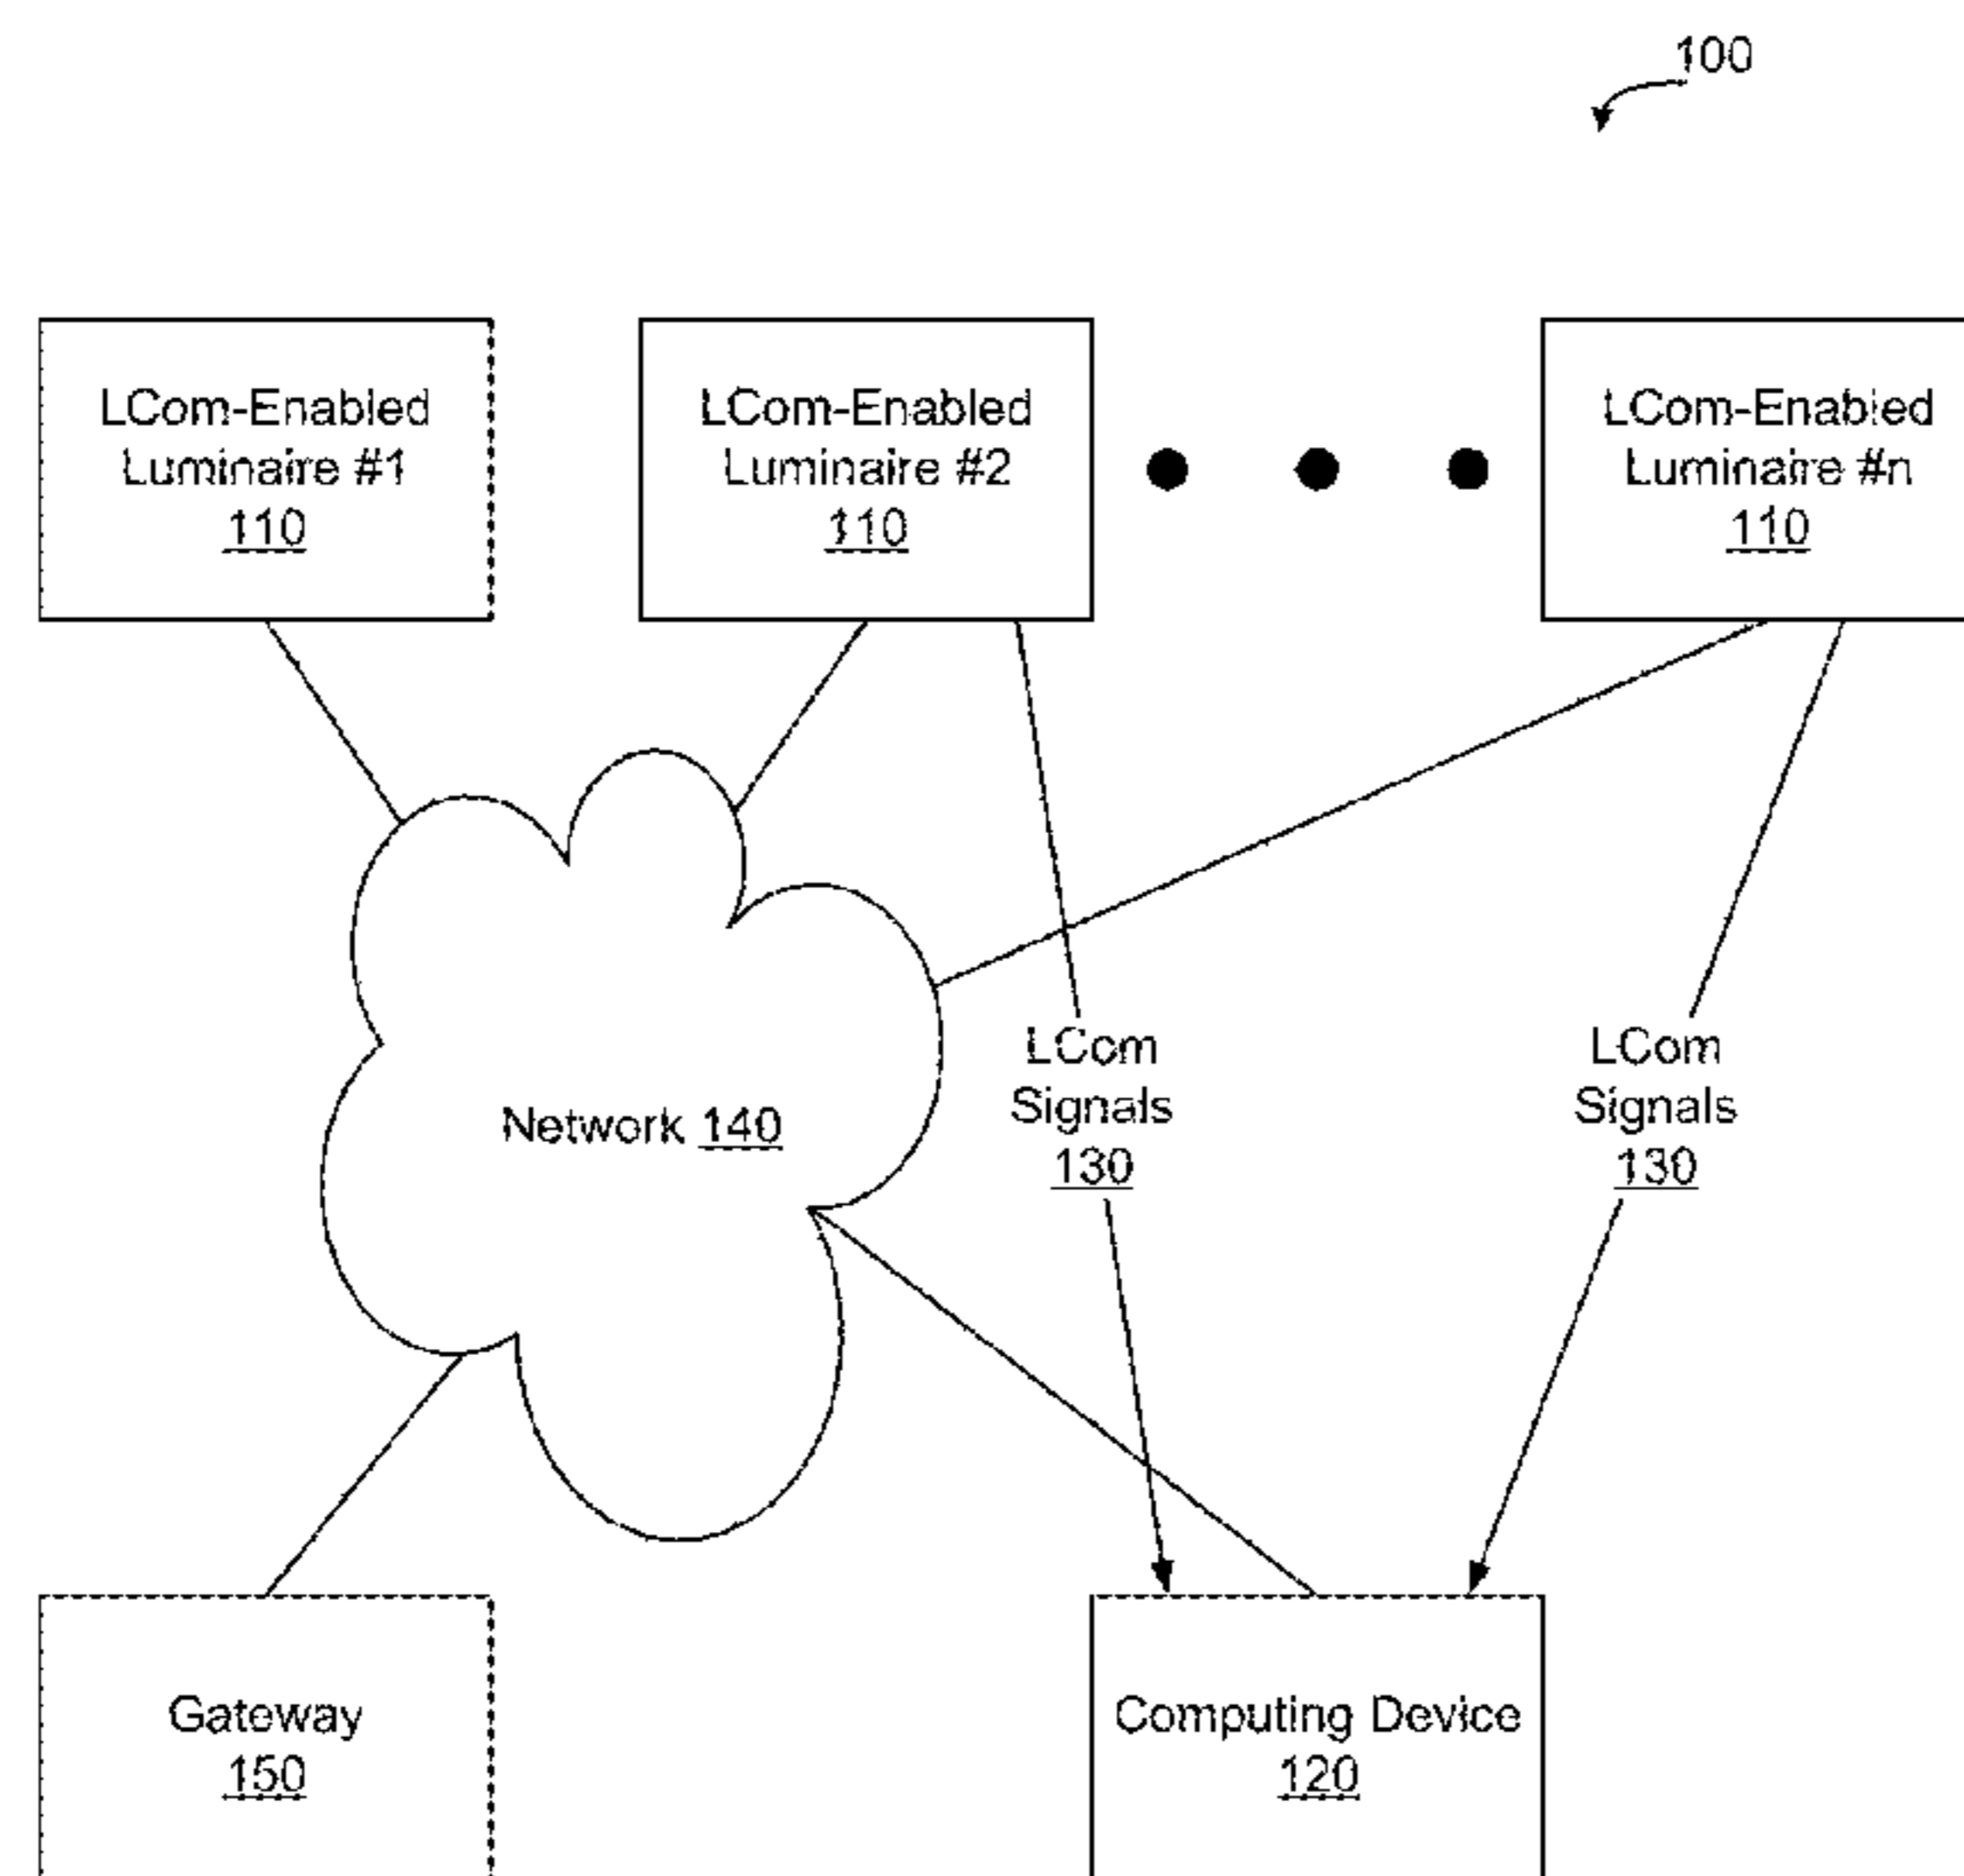 100
LCom-Enabled
Luminaire #1
110
LCom-Enabled
Luminaire #2
110
LCom-Enabled
Luminaire #n
110
Network 140
LCom
Signals
130
LCom
Signals
130
Gateway
150
Computing Device
120